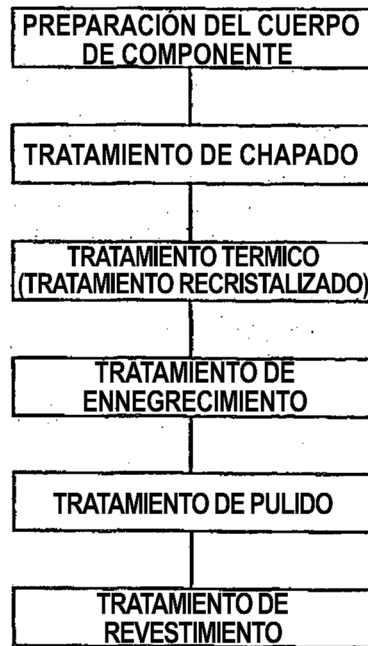 PREPARACIÓN DEL CUERPO
DE COMPONENTE
TRATAMIENTO DE CHAPADO
TRATAMIENTO TERMICO
(TRATAMIENTO RECRISTALIZADO)
TRATAMIENTO DE
ENNEGRECIMIENTO
TRATAMIENTO DE PULIDO
TRATAMIENTO DE
REVESTIMIENTO